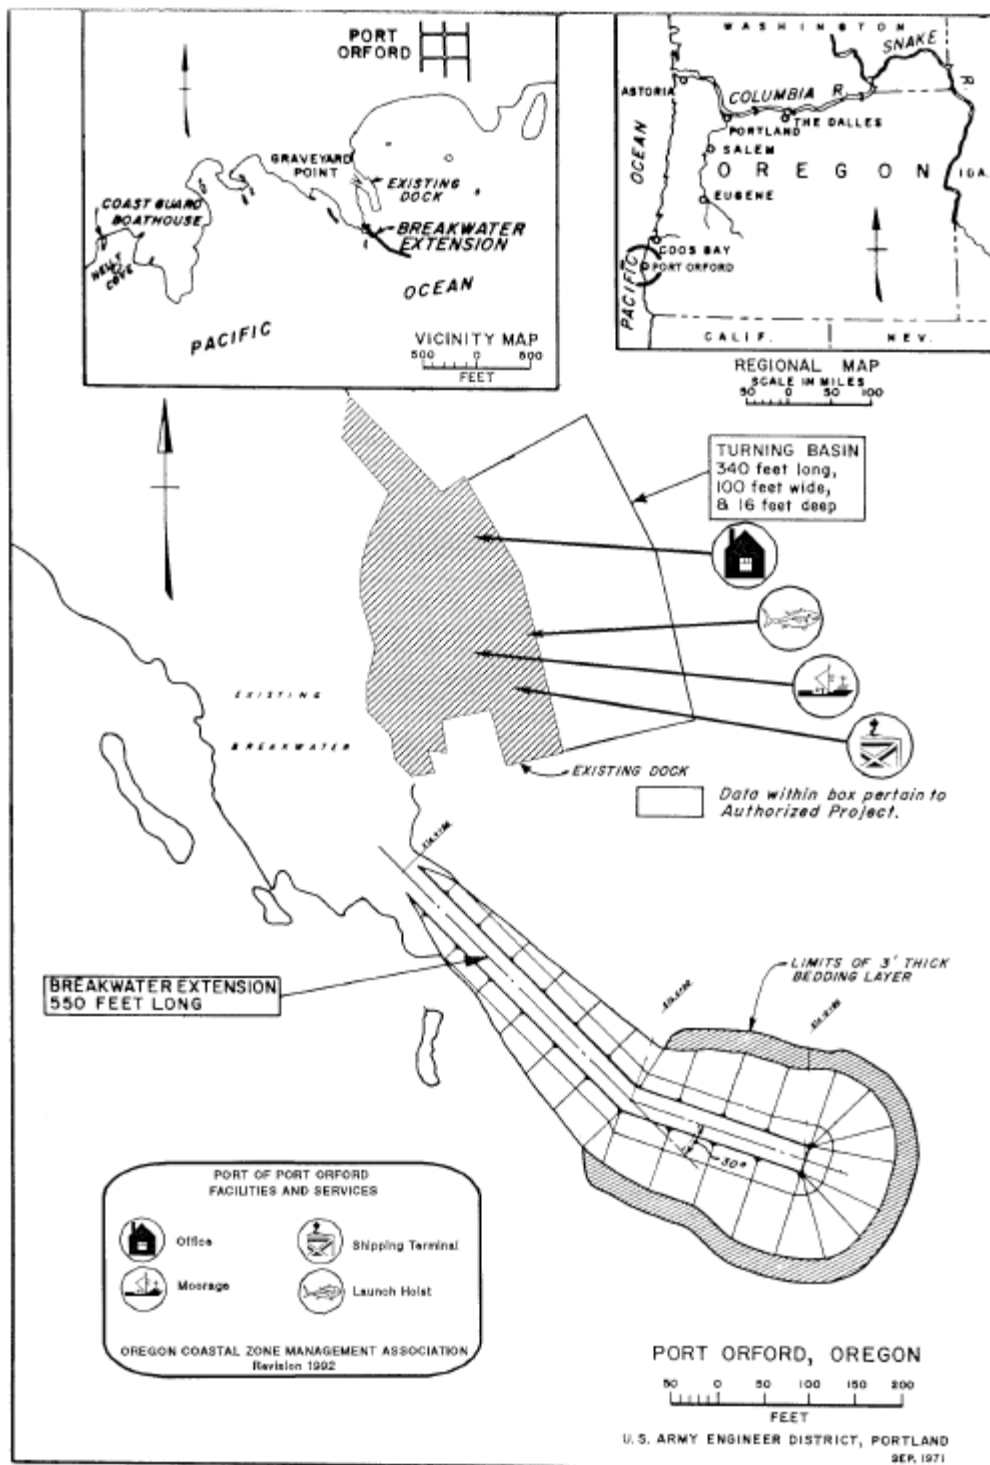 PORT
ORFORD
GRAVEYARD
POINT
EXISTING
DOCK
COAST GUARD
BOATHOUSE
BREAKWATER
EXTENSION
NELLY
COVE
OCEAN
PACIFIC
VICINITY MAP
500 0 500
FEET
WASHINGTON
SNAKE
R.
ASTORIA
COLUMBIA R.
PORTLAND
THE DALLES
SALEM
OREGON
IDA.
EUGENE
OCEAN
COOS BAY
PORT ORFORD
PACIFIC
CALIF.
NEV.
REGIONAL MAP
SCALE IN MILES
50 0 50 100
TURNING BASIN
340 feet long,
100 feet wide,
& 16 feet deep
EXISTING
BREAKWATER
EXISTING DOCK
Data within box pertain to
Authorized Project.
BREAKWATER EXTENSION
550 FEET LONG
LIMITS OF 3' THICK
BEDDING LAYER
30°
PORT OF PORT ORFORD
FACILITIES AND SERVICES
Office
Shipping Terminal
Moorage
Launch Hoist
OREGON COASTAL ZONE MANAGEMENT ASSOCIATION
Revision 1992
PORT ORFORD, OREGON
50 0 50 100 150 200
FEET
U.S. ARMY ENGINEER DISTRICT, PORTLAND
SEP. 1971